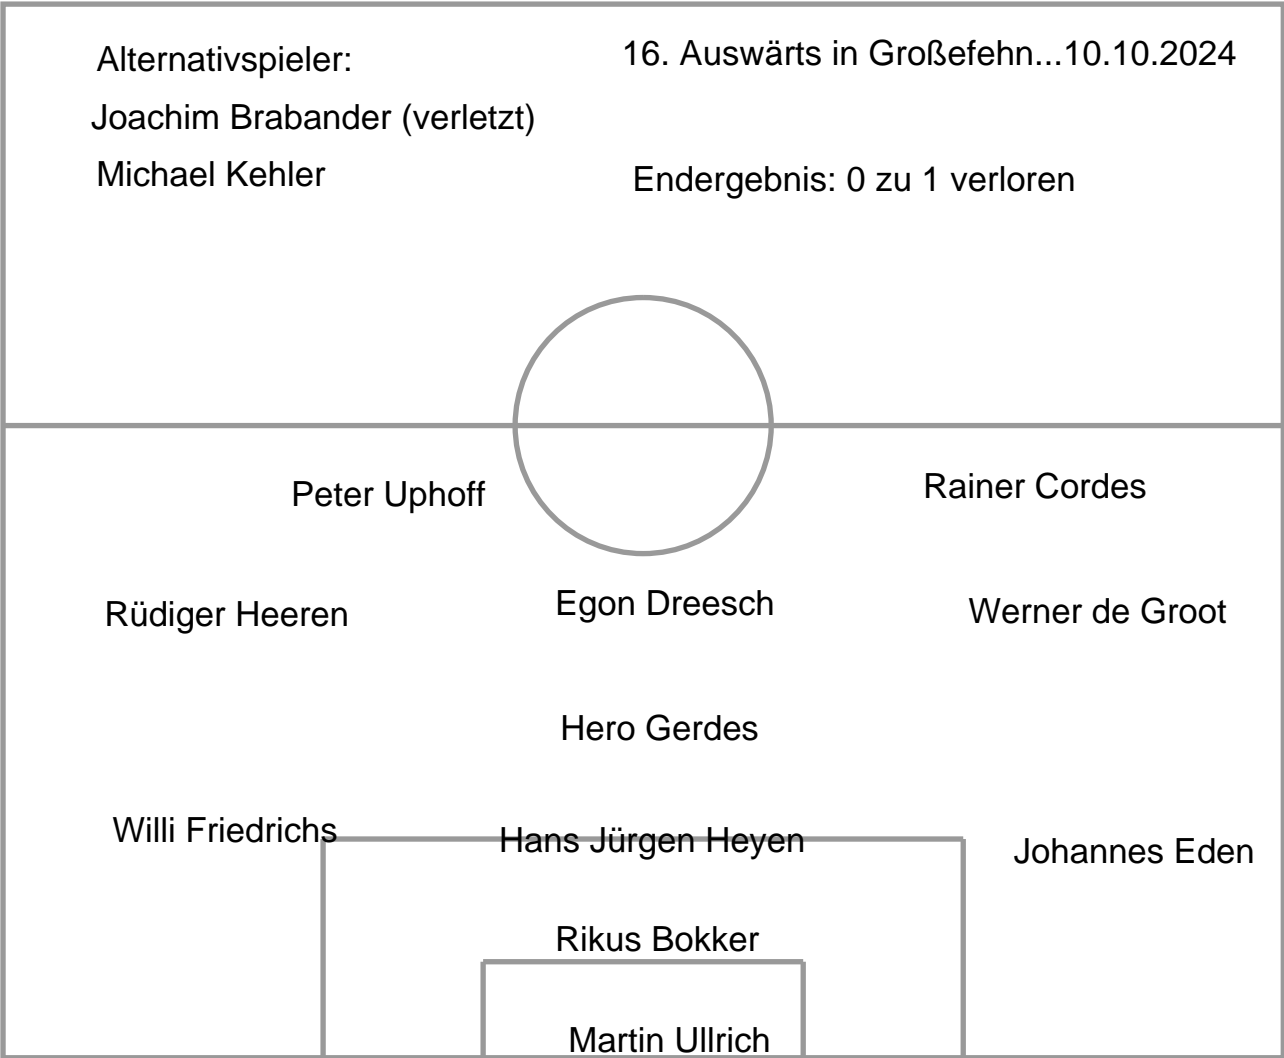 Alternativspieler:
16. Auswärts in Großefehn...10.10.2024
Joachim Brabander (verletzt)
Michael Kehler
Endergebnis: 0 zu 1 verloren
Peter Uphoff
Rainer Cordes
Rüdiger Heeren
Egon Dreesch
Werner de Groot
Hero Gerdes
Willi Friedrichs
Hans Jürgen Heyen
Johannes Eden
Rikus Bokker
Martin Ullrich